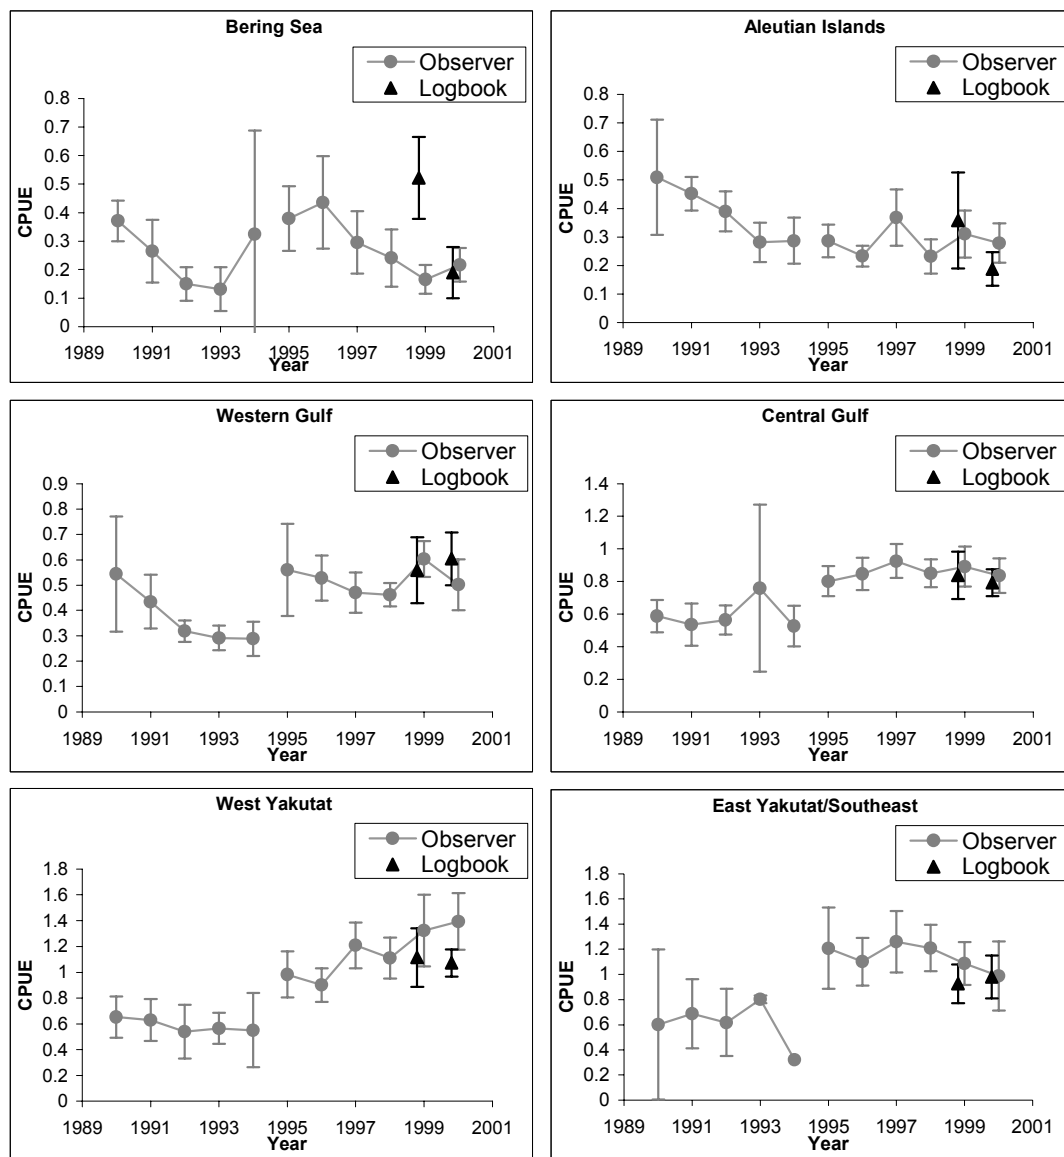 Bering Sea
Observer
Logbook
CPUE
0.8
0.7
0.6
0.5
0.4
0.3
0.2
0.1
0
1989 1991 1993 1995 1997 1999 2001
Year
Aleutian Islands
Observer
Logbook
CPUE
0.8
0.7
0.6
0.5
0.4
0.3
0.2
0.1
0
1989 1991 1993 1995 1997 1999 2001
Year
Western Gulf
Observer
Logbook
CPUE
0.9
0.8
0.7
0.6
0.5
0.4
0.3
0.2
0.1
0
1989 1991 1993 1995 1997 1999 2001
Year
Central Gulf
Observer
Logbook
CPUE
1.4
1.2
1
0.8
0.6
0.4
0.2
0
1989 1991 1993 1995 1997 1999 2001
Year
West Yakutat
Observer
Logbook
CPUE
1.8
1.6
1.4
1.2
1
0.8
0.6
0.4
0.2
0
1989 1991 1993 1995 1997 1999 2001
Year
East Yakutat/Southeast
Observer
Logbook
CPUE
1.8
1.6
1.4
1.2
1
0.8
0.6
0.4
0.2
0
1989 1991 1993 1995 1997 1999 2001
Year